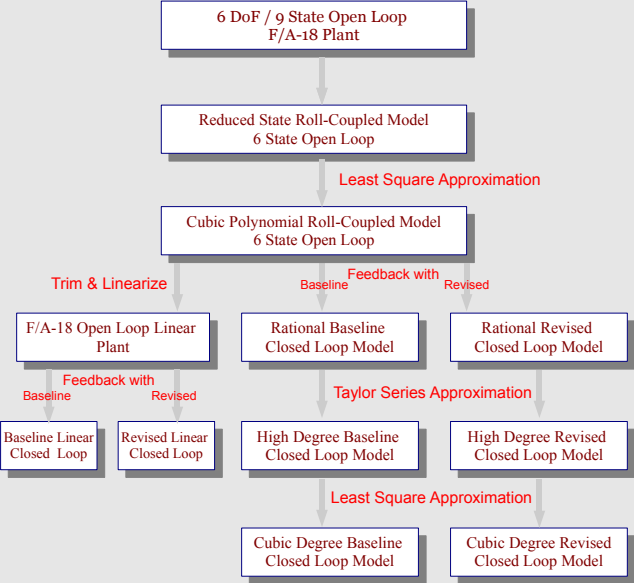 6 DoF / 9 State Open Loop
F/A-18 Plant
Reduced State Roll-Coupled Model
6 State Open Loop
Least Square Approximation
Cubic Polynomial Roll-Coupled Model
6 State Open Loop
Trim & Linearize
Feedback with
Baseline
Revised
F/A-18 Open Loop Linear
Plant
Rational Baseline
Closed Loop Model
Rational Revised
Closed Loop Model
Feedback with
Baseline
Revised
Taylor Series Approximation
Baseline Linear
Closed Loop
Revised Linear
Closed Loop
High Degree Baseline
Closed Loop Model
High Degree Revised
Closed Loop Model
Least Square Approximation
Cubic Degree Baseline
Closed Loop Model
Cubic Degree Revised
Closed Loop Model